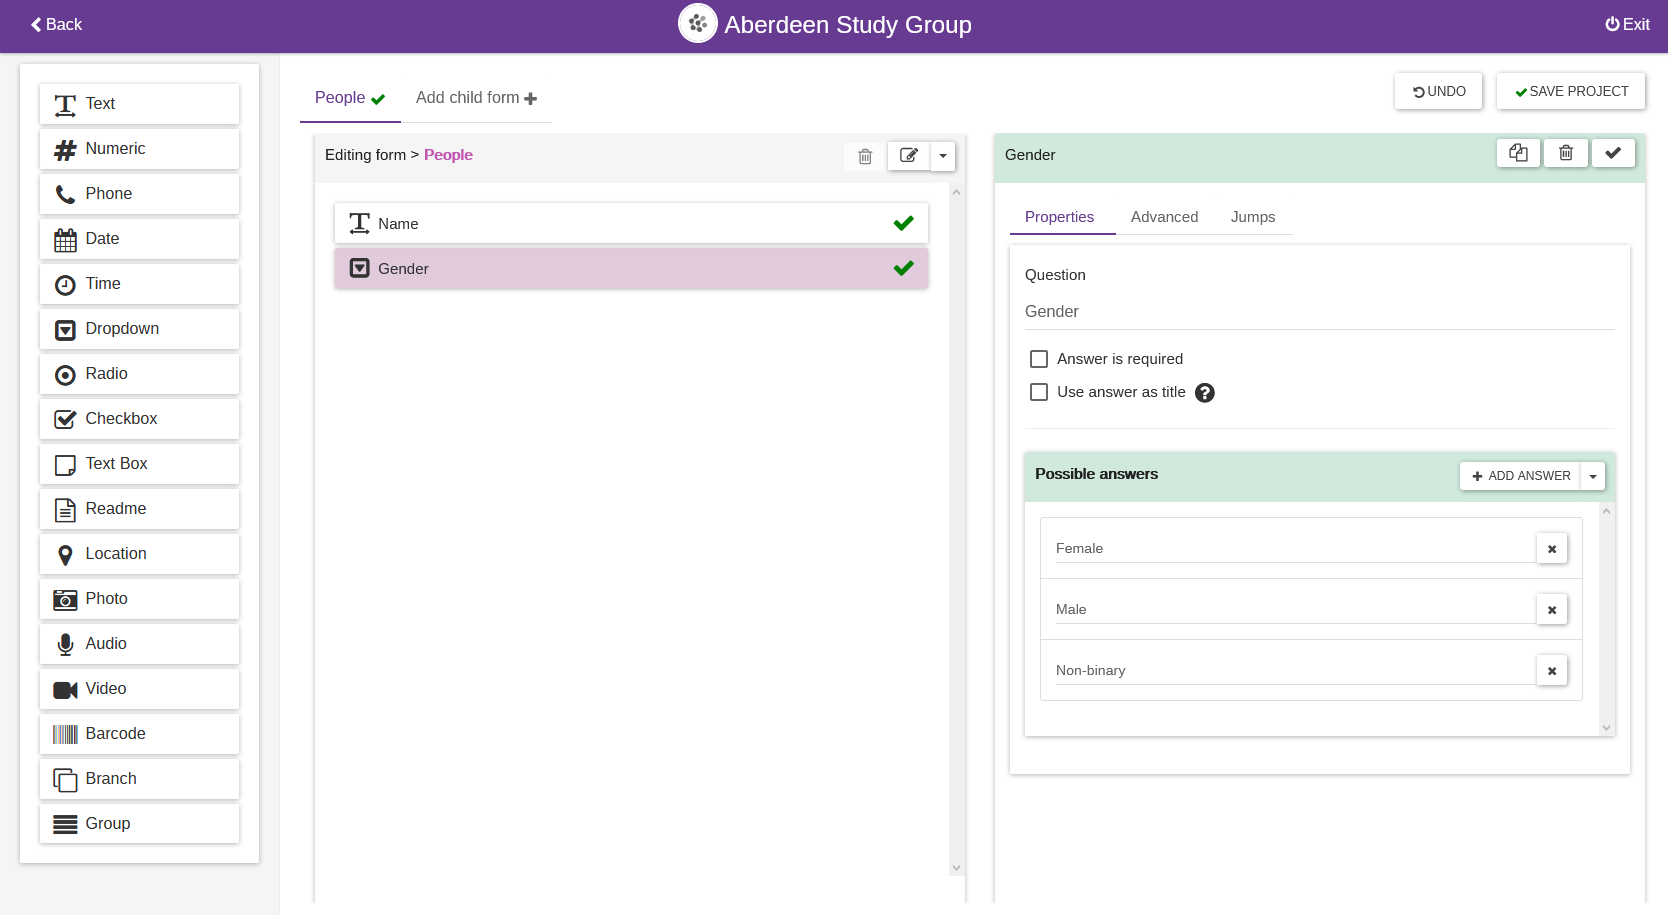 Back
Aberdeen Study Group
Exit
Text
Numeric
Phone
Date
Time
Dropdown
Radio
Checkbox
Text Box
Readme
Location
Photo
Audio
Video
Barcode
Branch
Group
People
Add child form
UNDO
SAVE PROJECT
Editing form > People
Name
Gender
Gender
Properties
Advanced
Jumps
Question
Gender
Answer is required
Use answer as title
Possible answers
ADD ANSWER
Female
Male
Non-binary